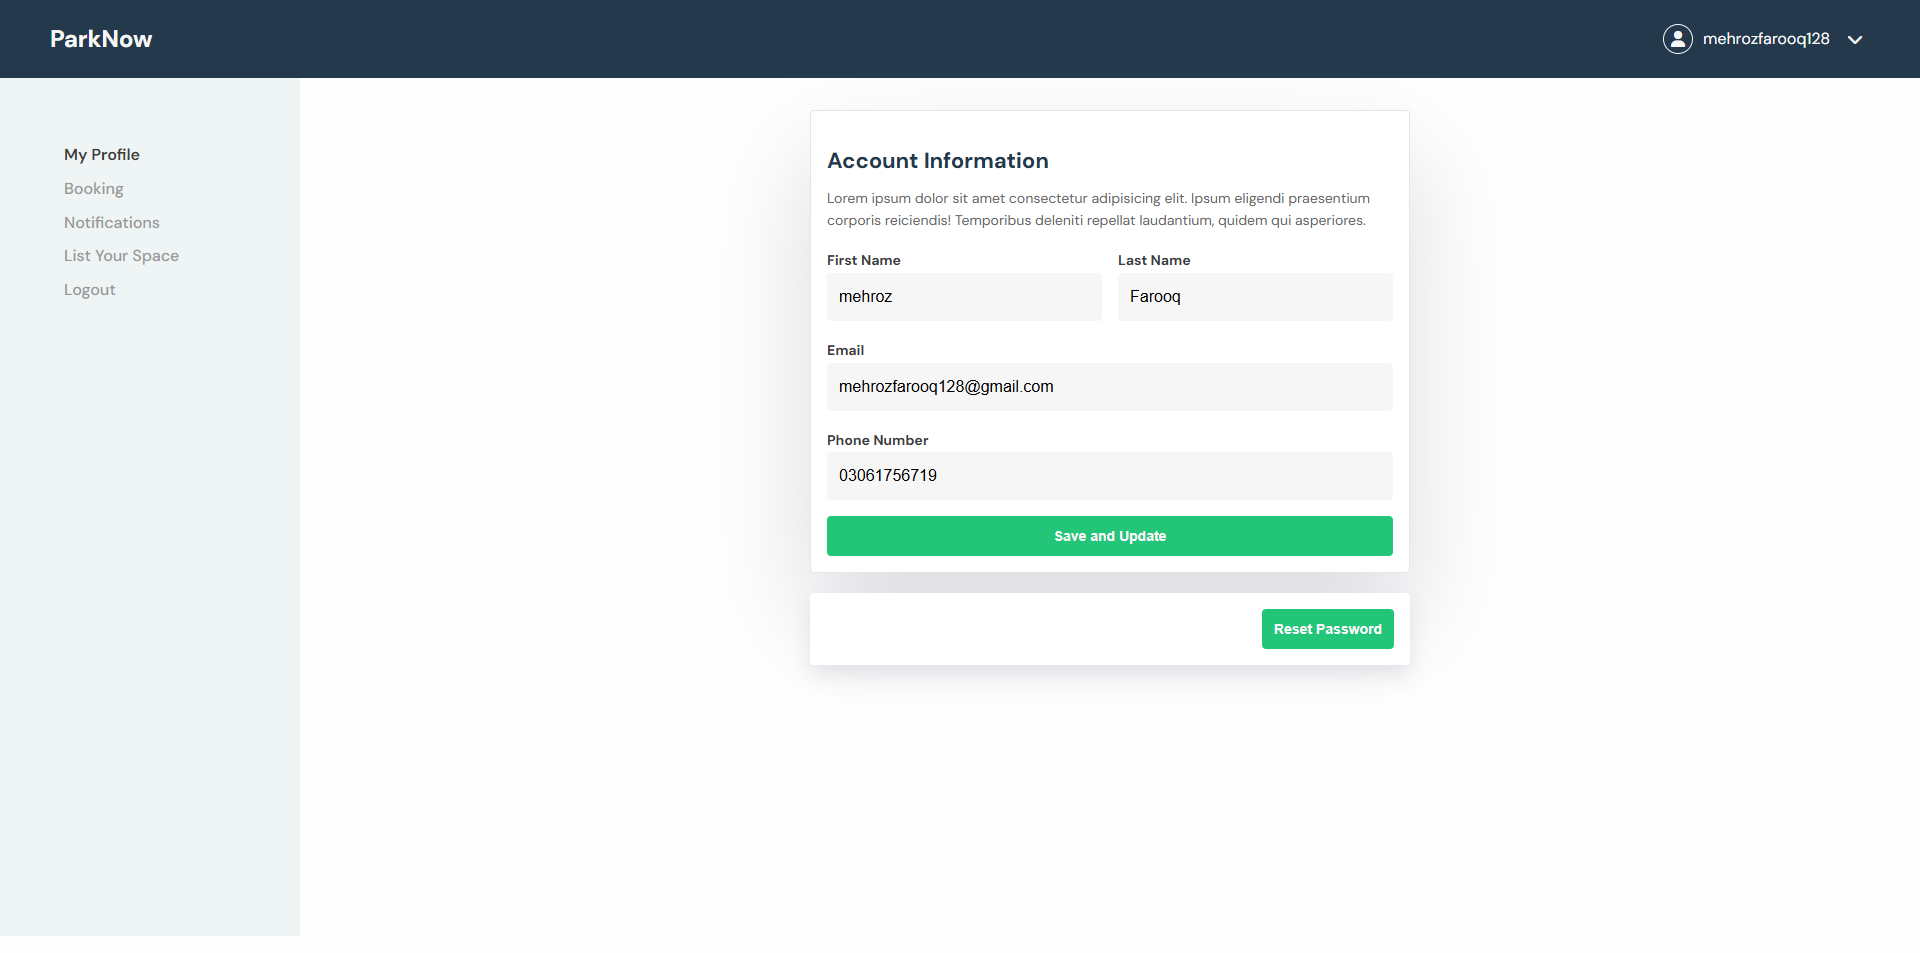 ParkNow
mehrozfarooq128
My Profile
Booking
Notifications
List Your Space
Logout
Account Information
Lorem ipsum dolor sit amet consectetur adipisicing elit. Ipsum eligendi praesentium
corporis reiciendis! Temporibus deleniti repellat laudantium, quidem qui asperiores.
First Name
Last Name
mehroz
Farooq
Email
mehrozfarooq128@gmail.com
Phone Number
03061756719
Save and Update
Reset Password